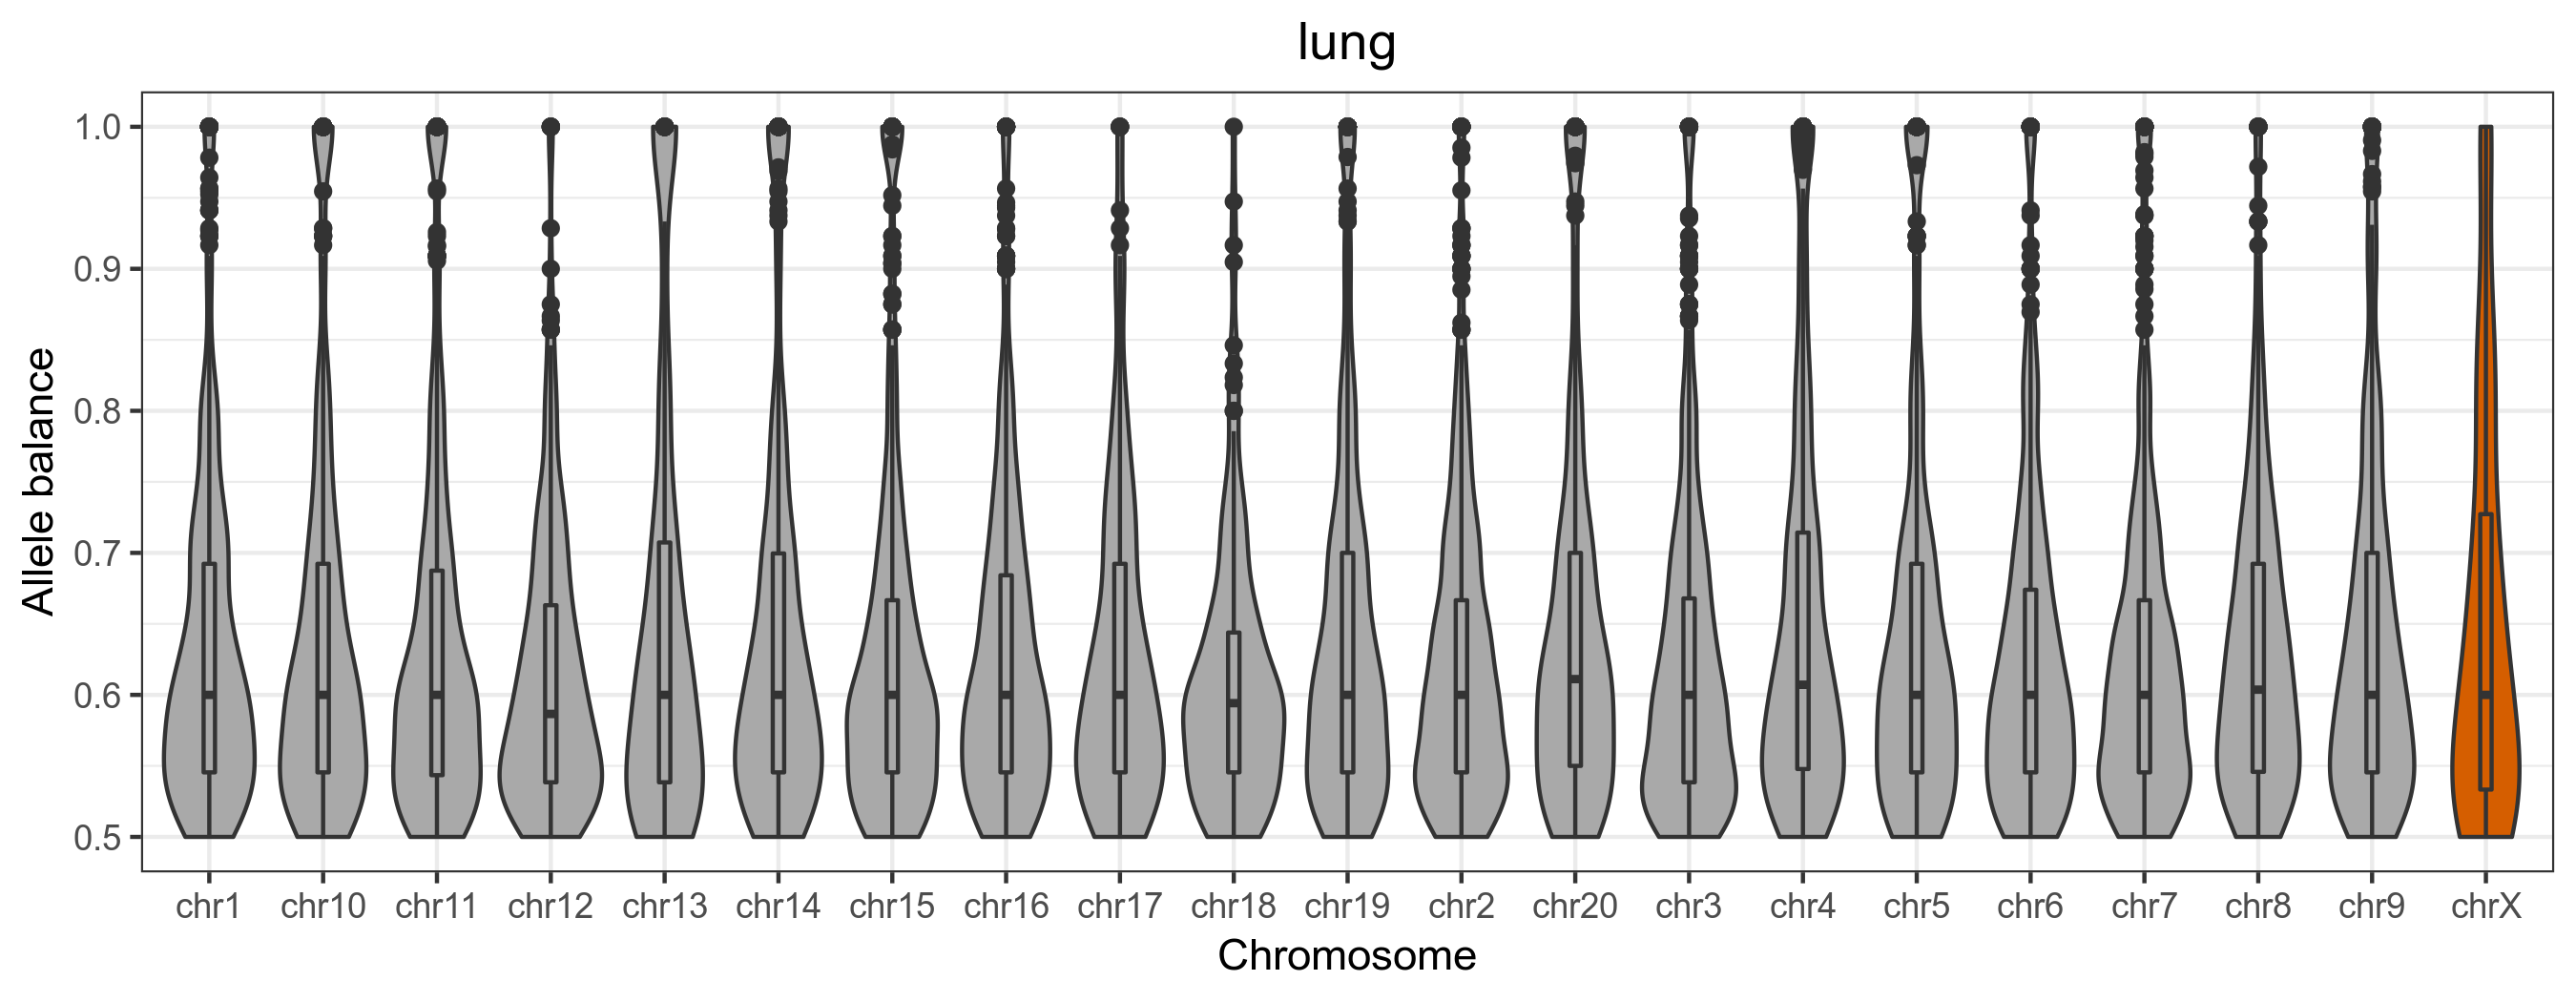 lung
Allele balance
1.0
0.9
0.8
0.7
0.6
0.5
chr1 chr10 chr11 chr12 chr13 chr14 chr15 chr16 chr17 chr18 chr19 chr2 chr20 chr3 chr4 chr5 chr6 chr7 chr8 chr9 chrX
Chromosome